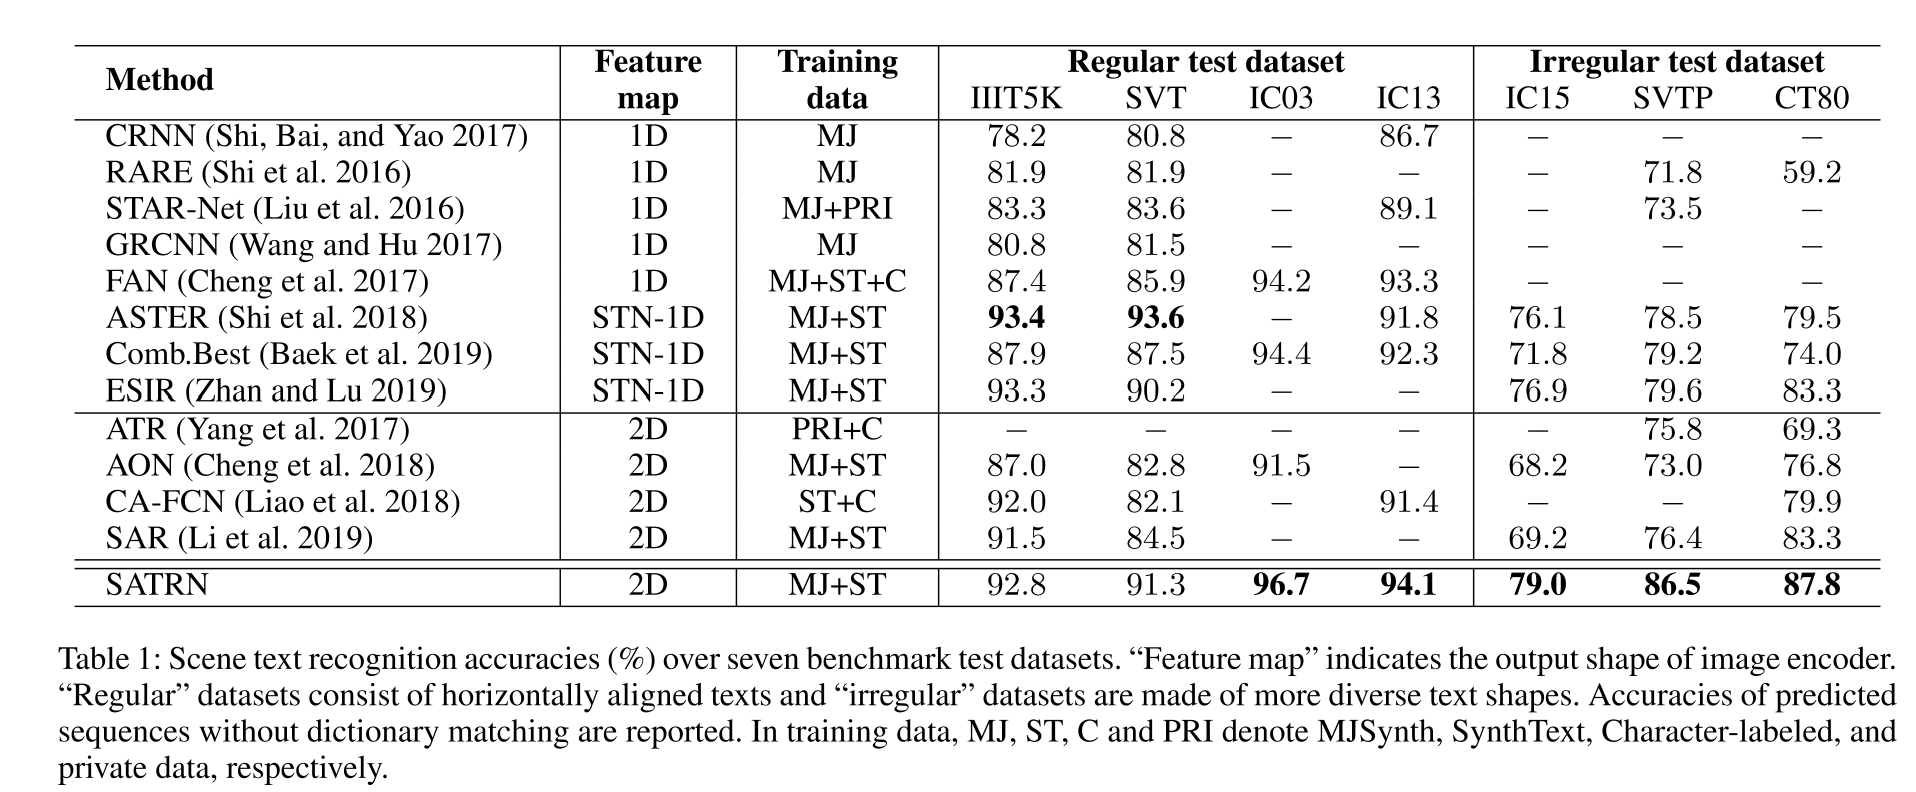 Method Feature map Training data Regular test dataset Irregular test dataset
IIIT5K SVT IC03 IC13 IC15 SVTP CT80
CRNN (Shi, Bai, and Yao 2017) 1D MJ 78.2 80.8 − 86.7 − − −
RARE (Shi et al. 2016) 1D MJ 81.9 81.9 − − − 71.8 59.2
STAR-Net (Liu et al. 2016) 1D MJ+PRI 83.3 83.6 − 89.1 − 73.5 −
GRCNN (Wang and Hu 2017) 1D MJ 80.8 81.5 − − − − −
FAN (Cheng et al. 2017) 1D MJ+ST+C 87.4 85.9 94.2 93.3 − − −
ASTER (Shi et al. 2018) STN-1D MJ+ST 93.4 93.6 − 91.8 76.1 78.5 79.5
Comb.Best (Baek et al. 2019) STN-1D MJ+ST 87.9 87.5 94.4 92.3 71.8 79.2 74.0
ESIR (Zhan and Lu 2019) STN-1D MJ+ST 93.3 90.2 − − 76.9 79.6 83.3
ATR (Yang et al. 2017) 2D PRI+C − − − − − 75.8 69.3
AON (Cheng et al. 2018) 2D MJ+ST 87.0 82.8 91.5 − 68.2 73.0 76.8
CA-FCN (Liao et al. 2018) 2D ST+C 92.0 82.1 − 91.4 − − 79.9
SAR (Li et al. 2019) 2D MJ+ST 91.5 84.5 − − 69.2 76.4 83.3
SATRN 2D MJ+ST 92.8 91.3 96.7 94.1 79.0 86.5 87.8
Table 1: Scene text recognition accuracies (%) over seven benchmark test datasets. “Feature map” indicates the output shape of image encoder.
“Regular” datasets consist of horizontally aligned texts and “irregular” datasets are made of more diverse text shapes. Accuracies of predicted
sequences without dictionary matching are reported. In training data, MJ, ST, C and PRI denote MJSynth, SynthText, Character-labeled, and
private data, respectively.